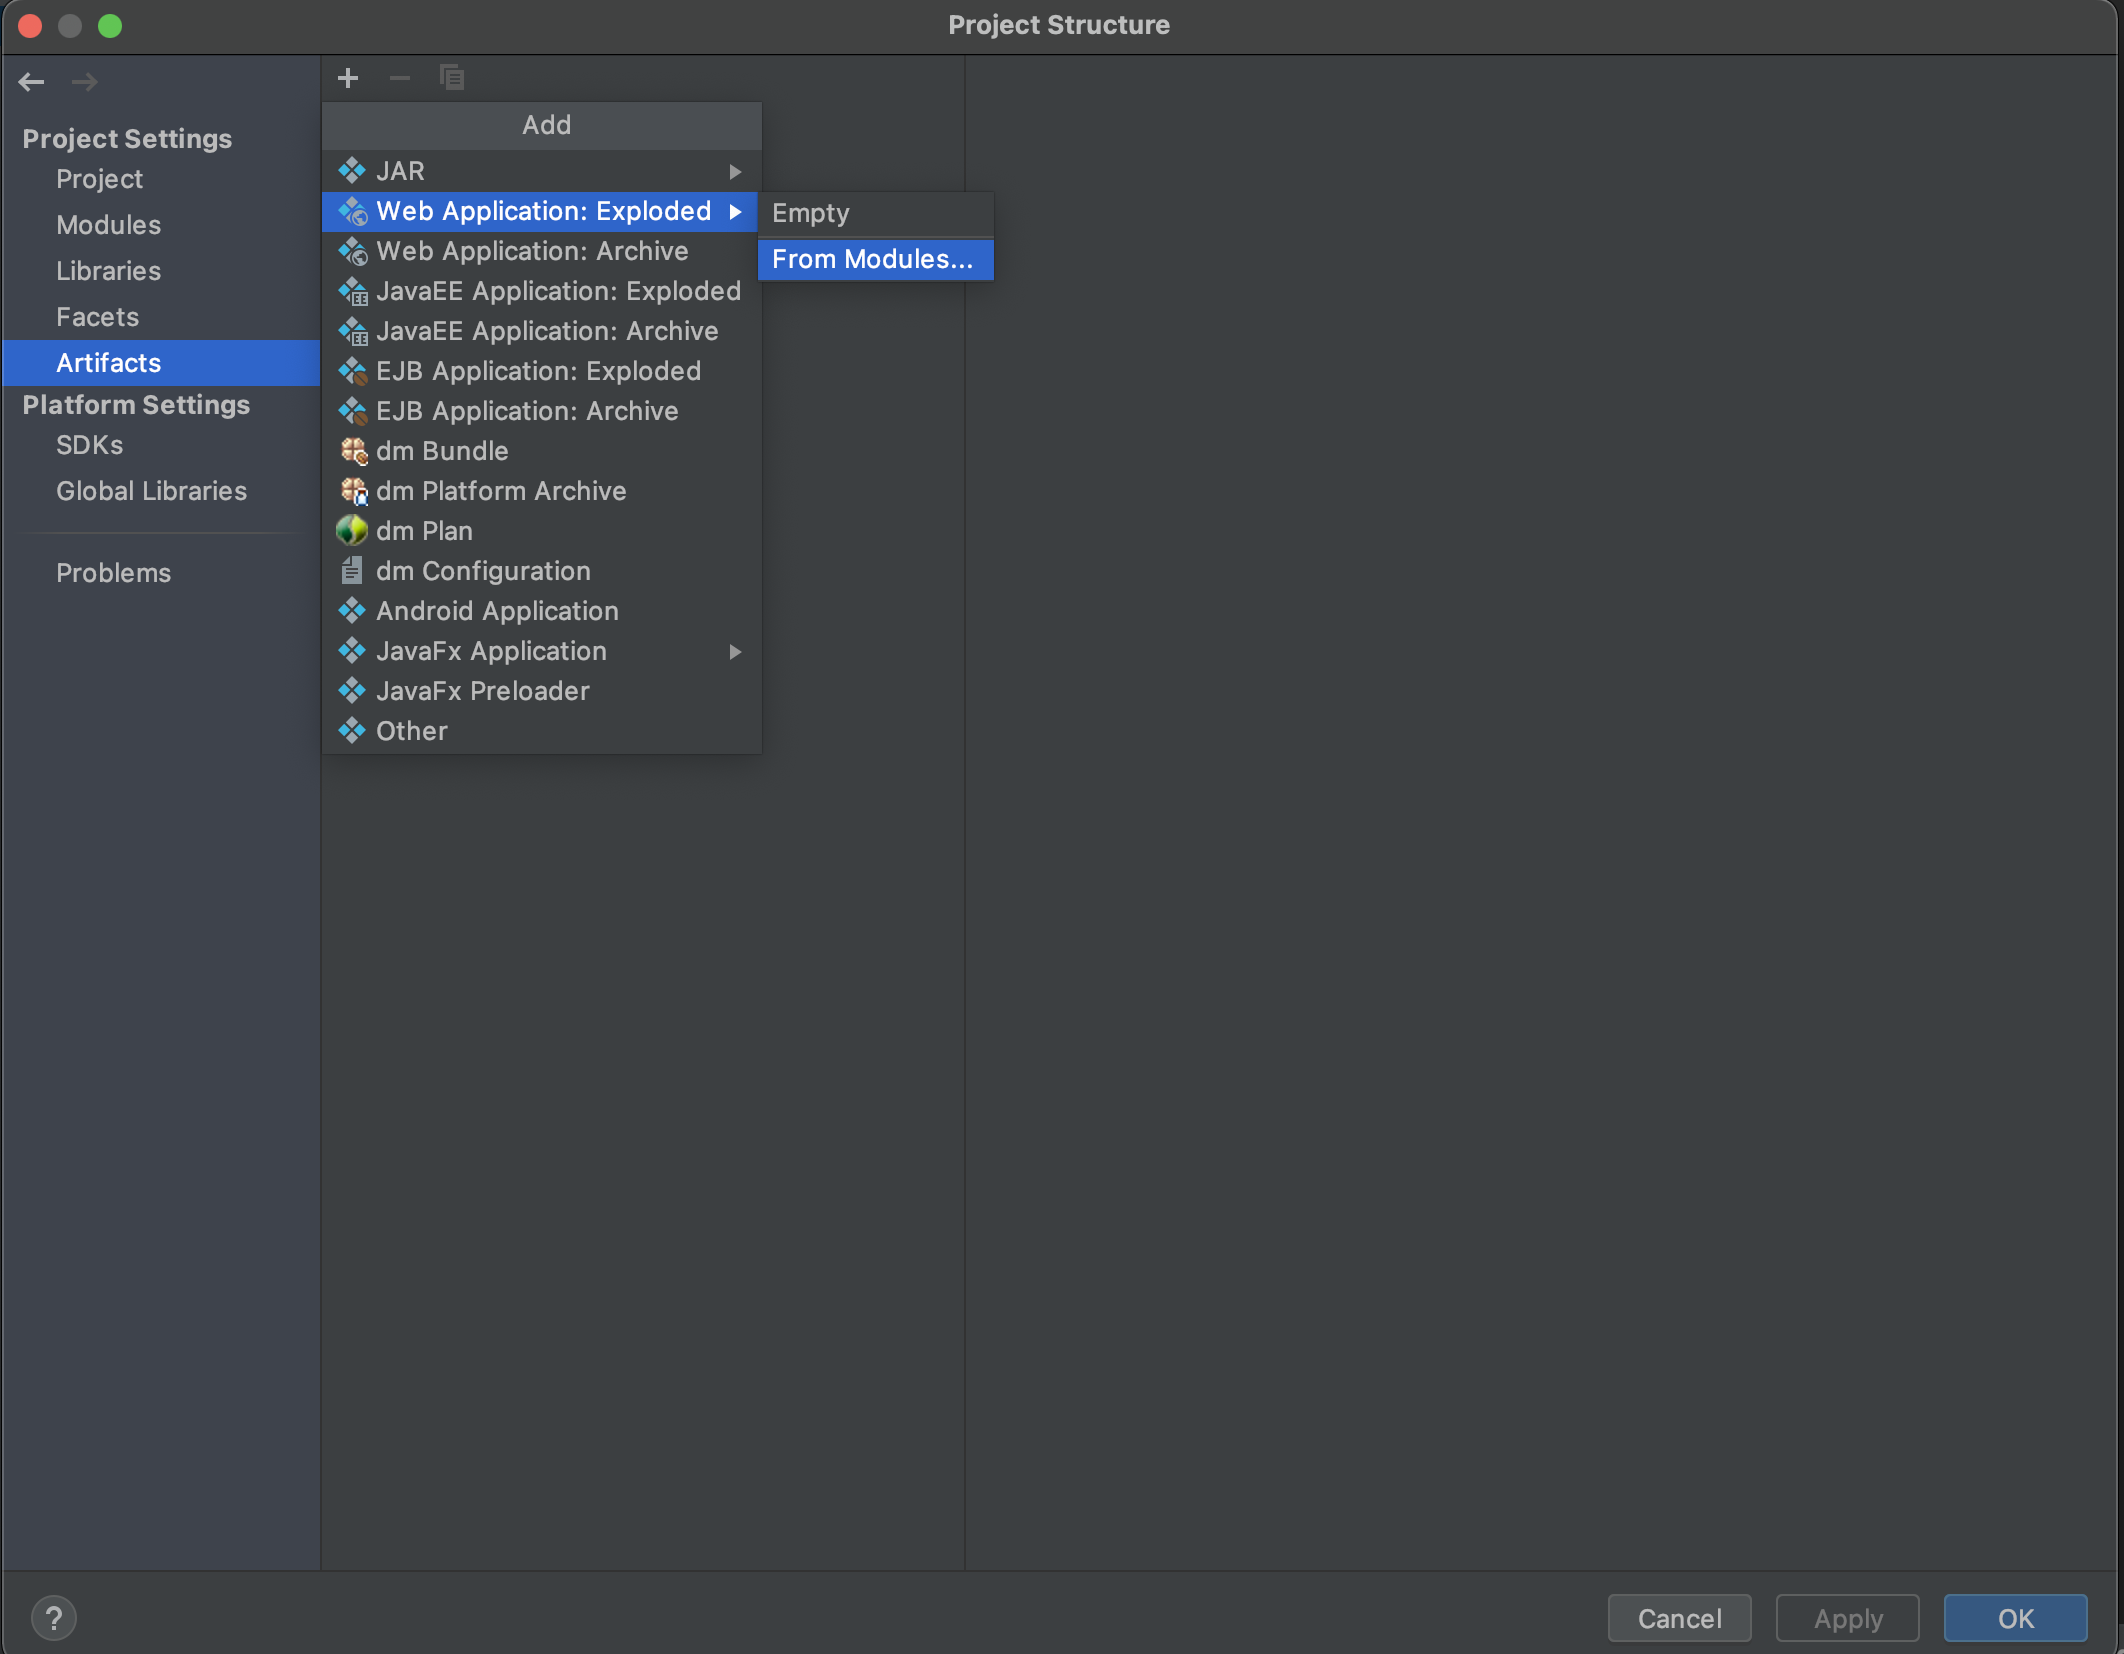 Project Structure
Project Settings
Project
Modules
Libraries
Facets
Artifacts
Platform Settings
SDKs
Global Libraries
Problems
Add
JAR
Web Application: Exploded
Web Application: Archive
JavaEE Application: Exploded
JavaEE Application: Archive
EJB Application: Exploded
EJB Application: Archive
dm Bundle
dm Platform Archive
dm Plan
dm Configuration
Android Application
JavaFx Application
JavaFx Preloader
Other
Empty
From Modules...
?
Cancel
Apply
OK